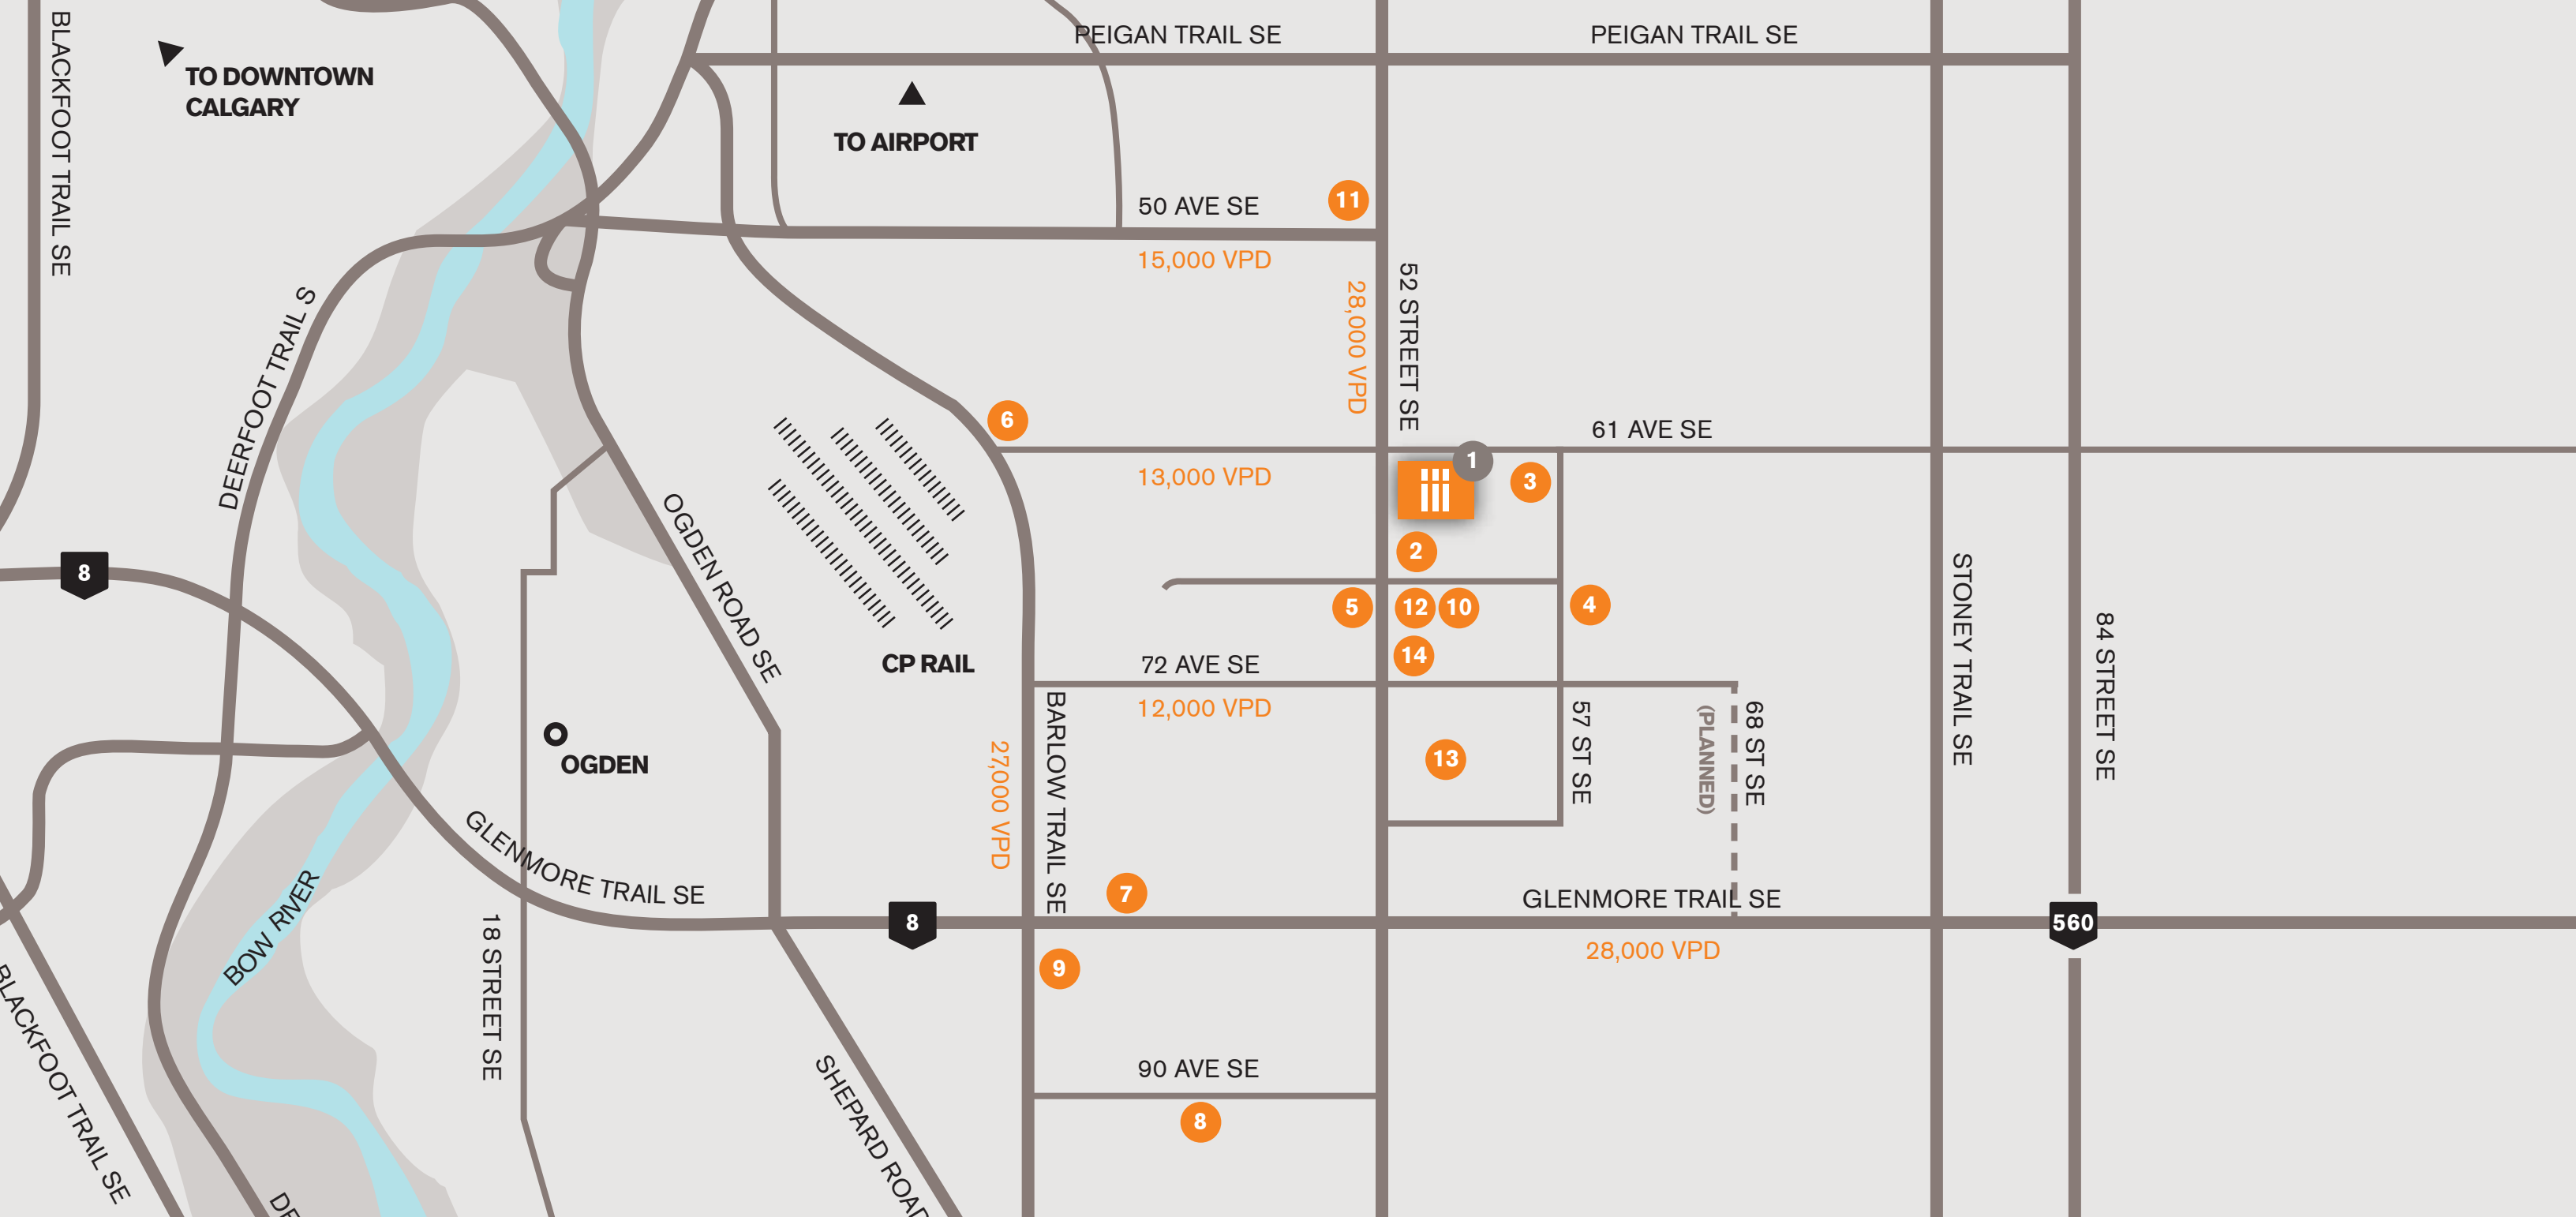 BLACKFOOT TRAIL SE
TO DOWNTOWN
CALGARY
PEIGAN TRAIL SE
PEIGAN TRAIL SE
TO AIRPORT
50 AVE SE
11
15,000 VPD
28,000 VPD
52 STREET SE
DEERFOOT TRAIL S
6
61 AVE SE
13,000 VPD
1
3
2
OGDEN ROAD SE
8
5
12
10
4
14
STONEY TRAIL SE
84 STREET SE
CP RAIL
72 AVE SE
12,000 VPD
BARLOW TRAIL SE
27,000 VPD
57 ST SE
(PLANNED)
68 ST SE
OGDEN
13
GLENMORE TRAIL SE
7
GLENMORE TRAIL SE
BOW RIVER
8
560
28,000 VPD
18 STREET SE
9
BLACKFOOT TRAIL SE
SHEPARD ROAD
90 AVE SE
8
DE